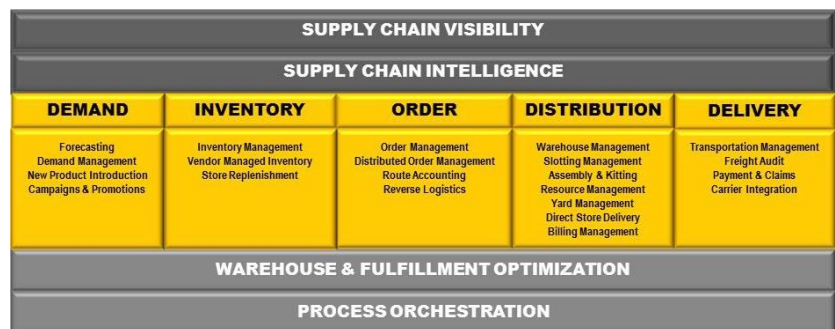 SUPPLY CHAIN VISIBILITY
SUPPLY CHAIN INTELLIGENCE
DEMAND
Forecasting
Demand Management
New Product Introduction
Campaigns & Promotions
INVENTORY
Inventory Management
Vendor Managed Inventory
Store Replenishment
ORDER
Order Management
Distributed Order Management
Route Accounting
Reverse Logistics
DISTRIBUTION
Warehouse Management
Slotting Management
Assembly & Kitting
Resource Management
Yard Management
Direct Store Delivery
Billing Management
DELIVERY
Transportation Management
Freight Audit
Payment & Claims
Carrier Integration
WAREHOUSE & FULFILLMENT OPTIMIZATION
PROCESS ORCHESTRATION